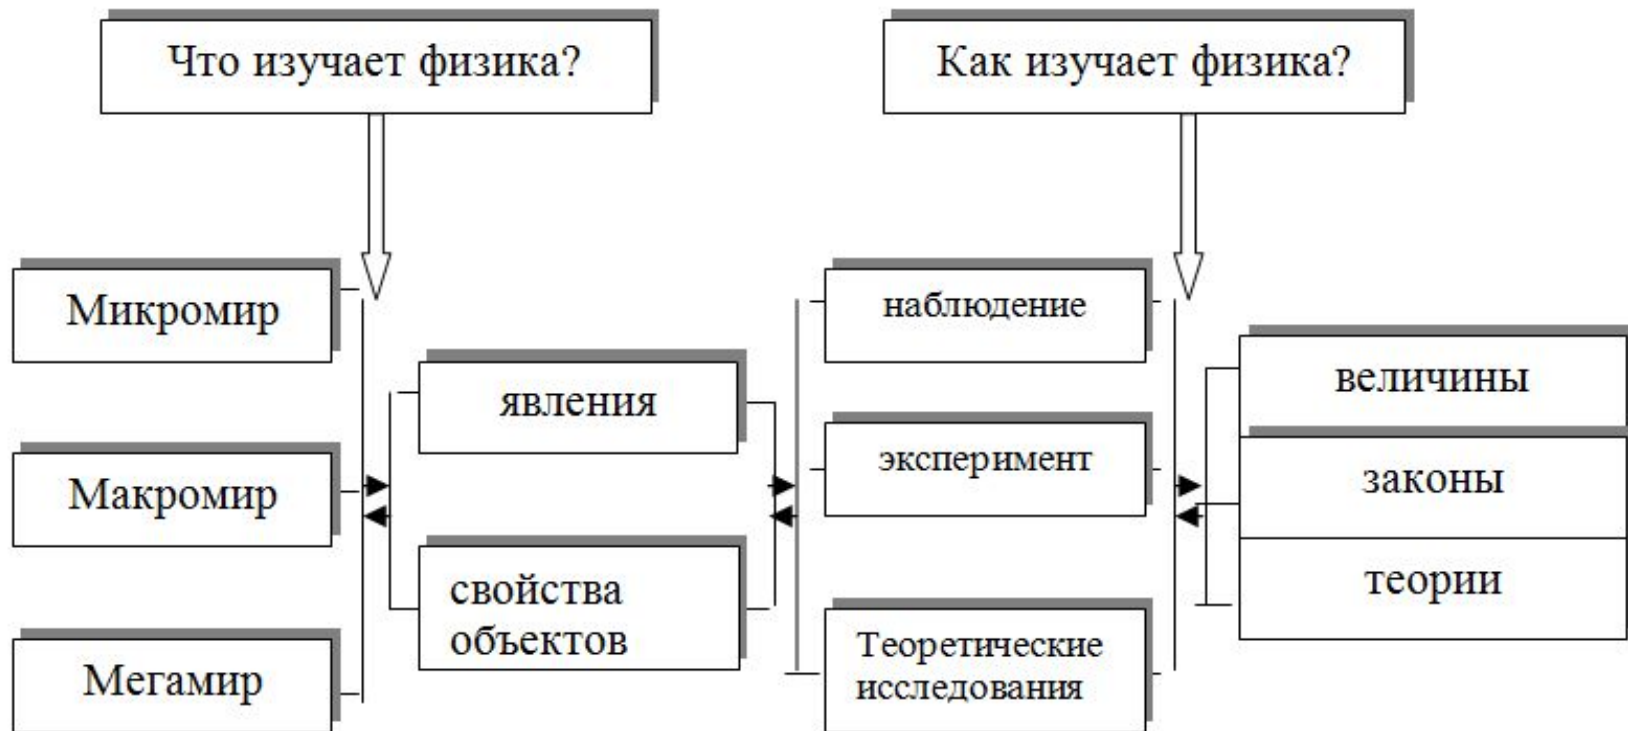 Что изучает физика?
Как изучает физика?
Микромир
Макромир
Мегамир
явления
свойства
объектов
наблюдение
эксперимент
Теоретические
исследования
величины
законы
теории